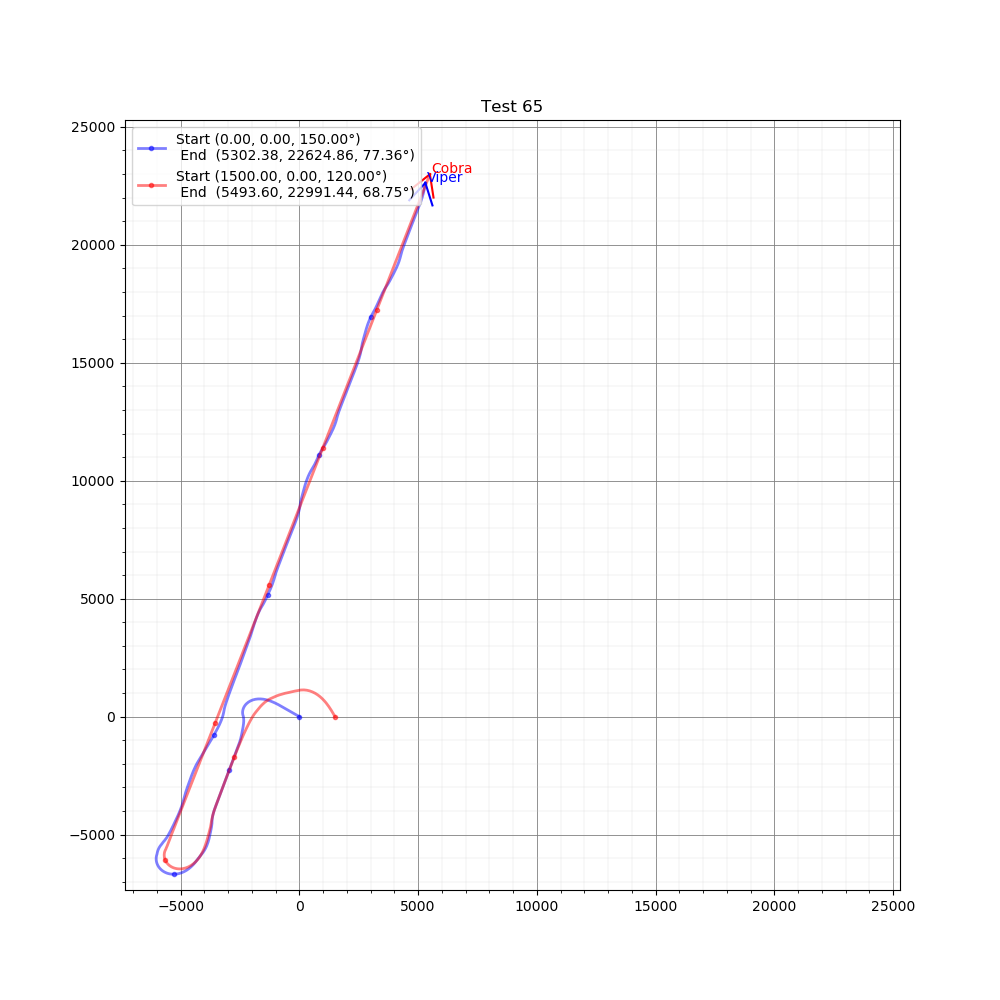 Test 65
Start (0.00, 0.00, 150.00°)
End (5302.38, 22624.86, 77.36°)
Start (1500.00, 0.00, 120.00°)
End (5493.60, 22991.44, 68.75°)
Cobra
Viper
25000
20000
15000
10000
5000
0
−5000
−5000 0 5000 10000 15000 20000 25000